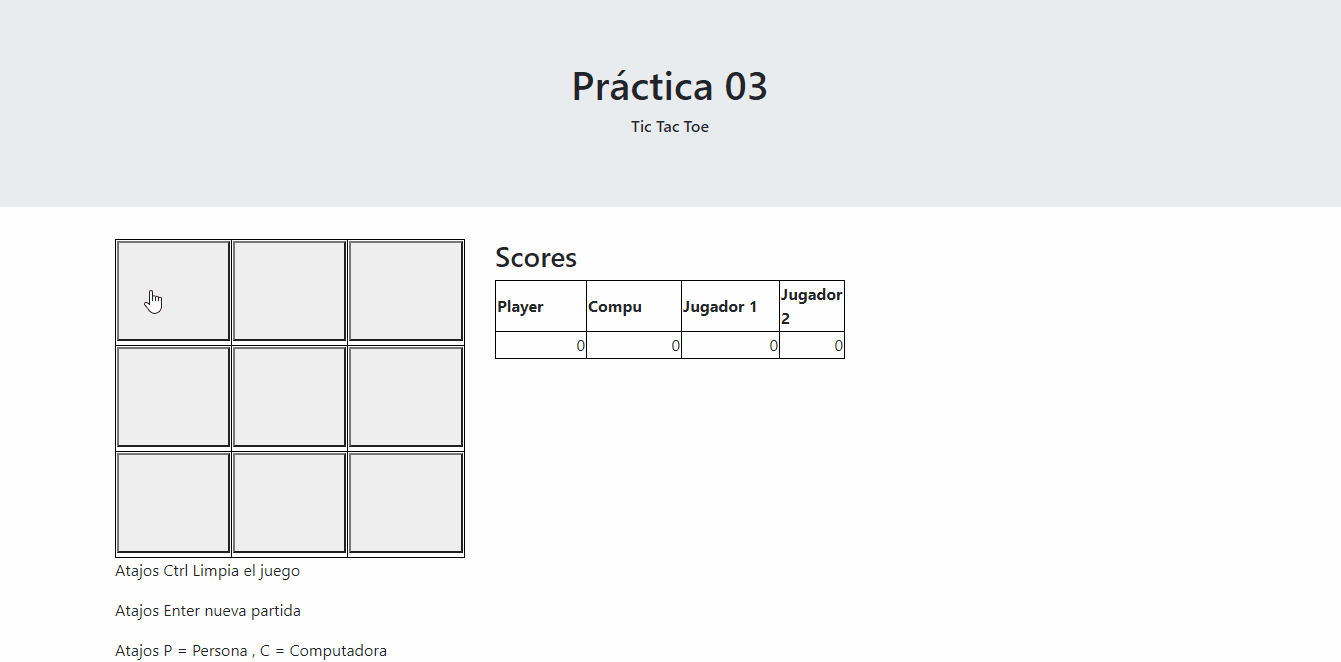 Práctica 03
Tic Tac Toe
Scores
Player Compu Jugador 1 Jugador
2
0 0 0 0
Atajos Ctrl Limpia el juego
Atajos Enter nueva partida
Atajos P = Persona , C = Computadora